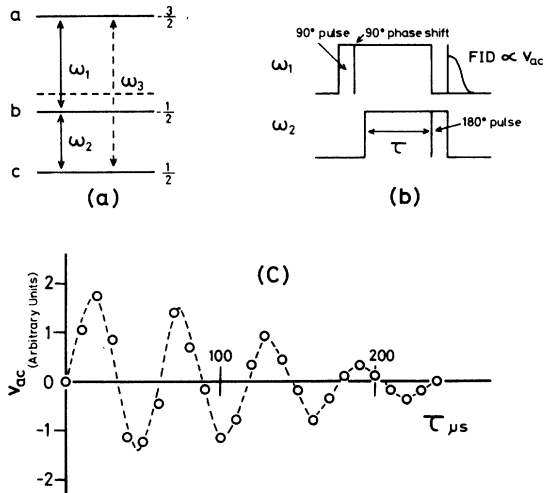 a
-3/2
ω1
ω3
b
-1/2
ω2
c
1/2
(a)
90° pulse
90° phase shift
ω1
FID ∝ Vac
ω2
τ
180° pulse
(b)
(C)
Vac (Arbitrary Units)
2
1
0
-1
-2
100
200
τ μs